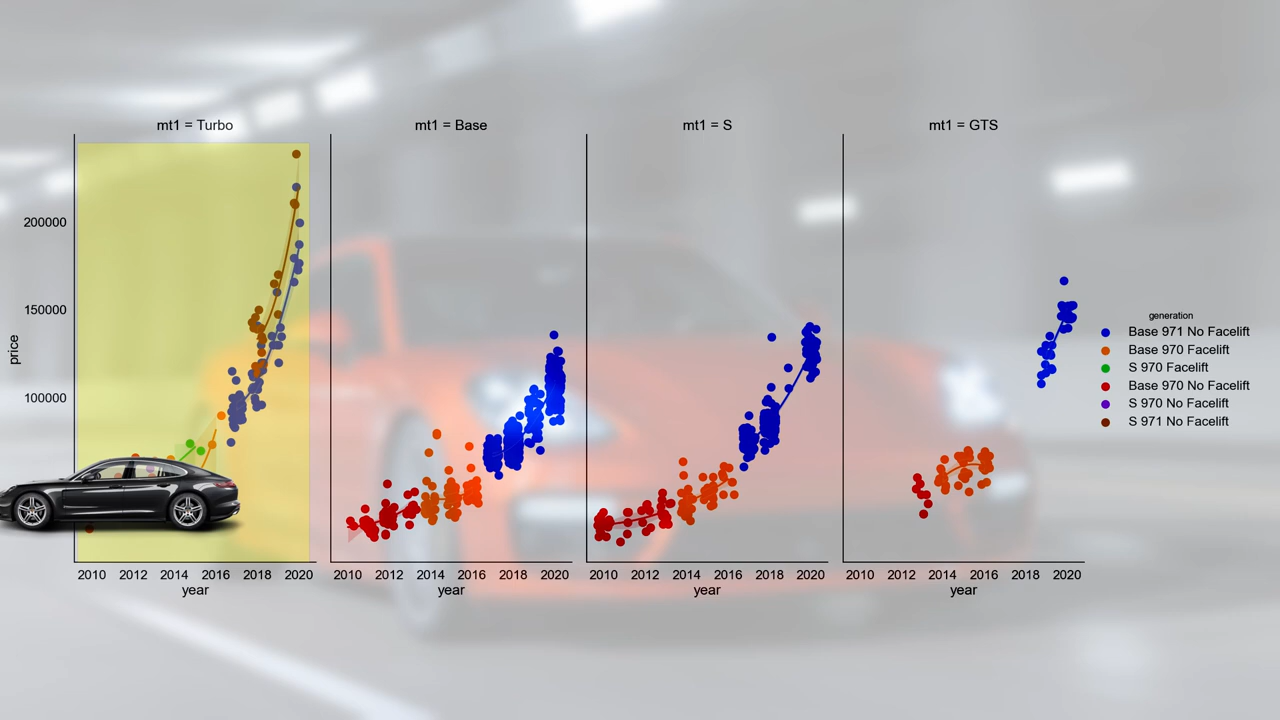 mt1 = Turbo
mt1 = Base
mt1 = S
mt1 = GTS
price
200000
150000
100000
2010 2012 2014 2016 2018 2020
year
2010 2012 2014 2016 2018 2020
year
2010 2012 2014 2016 2018 2020
year
2010 2012 2014 2016 2018 2020
year
generation
Base 971 No Facelift
Base 970 Facelift
S 970 Facelift
Base 970 No Facelift
S 970 No Facelift
S 971 No Facelift